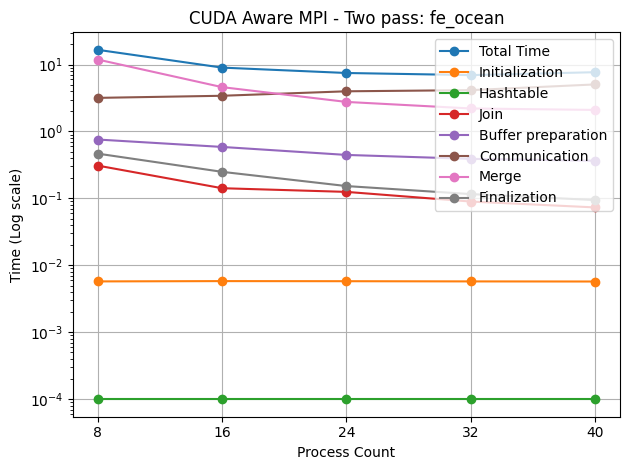 CUDA Aware MPI - Two pass: fe_ocean
Total Time
Initialization
Hashtable
Join
Buffer preparation
Communication
Merge
Finalization
Time (Log scale)
10¹
10⁰
10⁻¹
10⁻²
10⁻³
10⁻⁴
8 16 24 32 40
Process Count